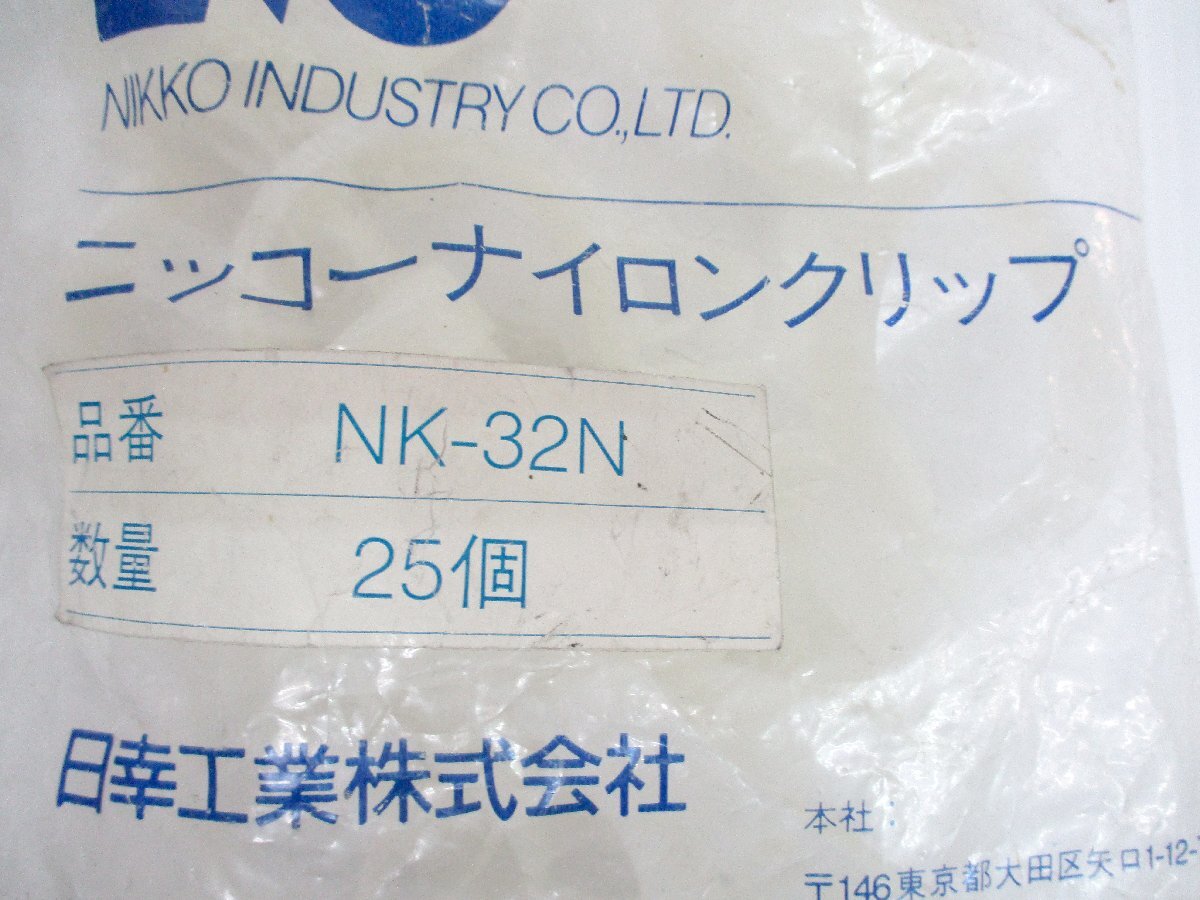 NIKKO INDUSTRY CO.,LTD.
ニッコーナイロンクリップ
品番 NK-32N
数量 25個
日幸工業株式会社
本社:
〒146東京都大田区矢口1-12-